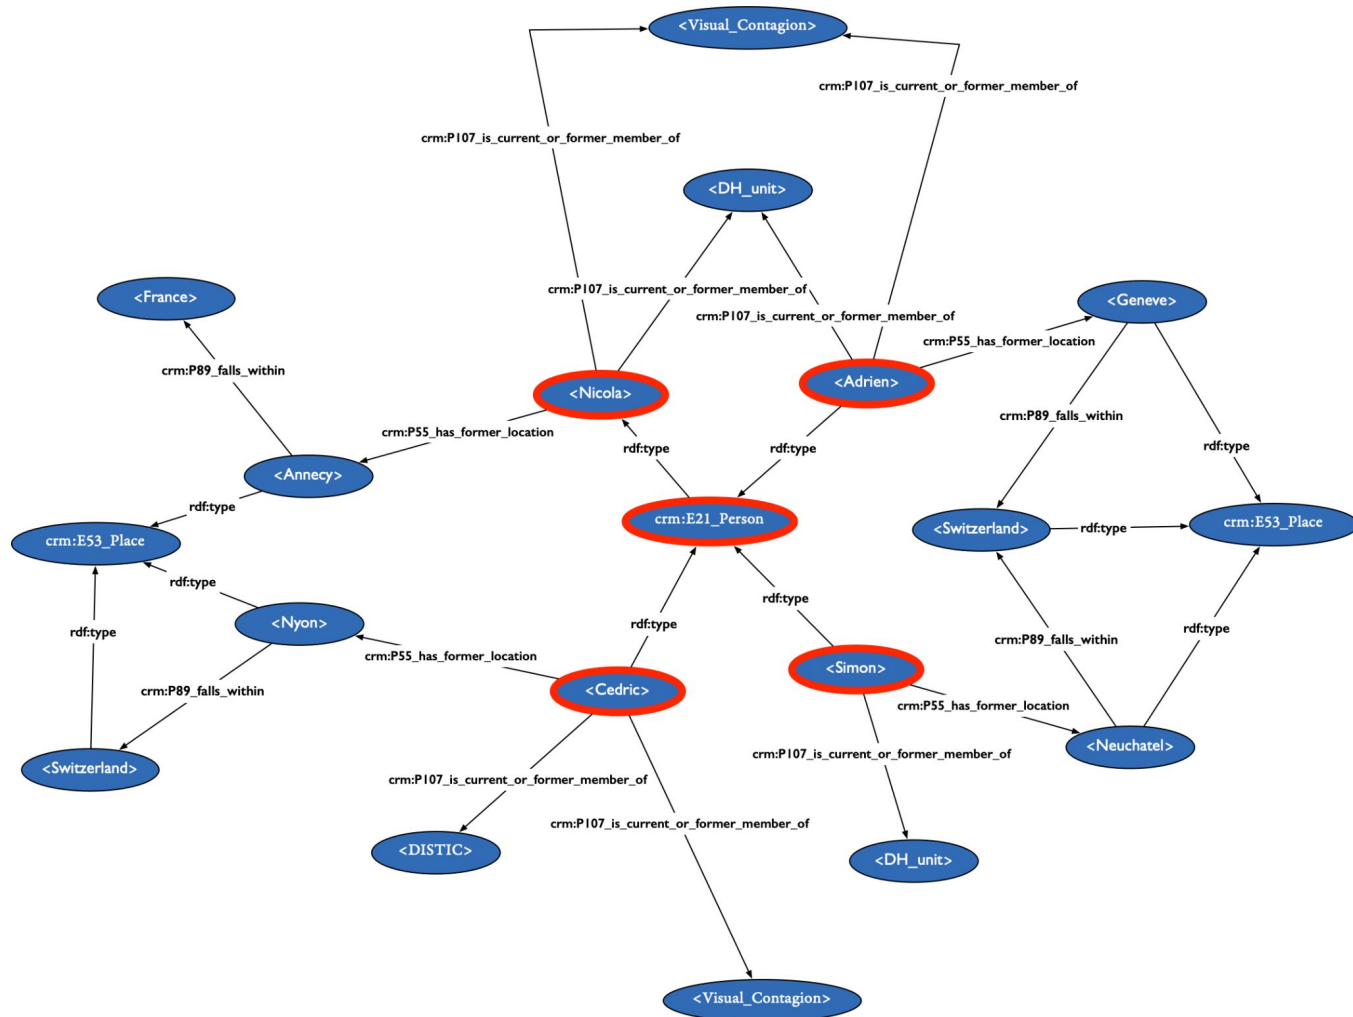 <Visual_Contagion>
crm:P107_is_current_or_former_member_of
crm:P107_is_current_or_former_member_of
<DH_unit>
crm:P107_is_current_or_former_member_of
crm:P107_is_current_or_former_member_of
<France>
<Geneve>
crm:P55_has_former_location
crm:P89_falls_within
<Nicola>
<Adrien>
crm:P89_falls_within
crm:P55_has_former_location
rdf:type
rdf:type
rdf:type
<Annecy>
rdf:type
crm:E53_Place
crm:E21_Person
<Switzerland>
rdf:type
crm:E53_Place
rdf:type
rdf:type
<Nyon>
rdf:type
rdf:type
rdf:type
crm:P89_falls_within
crm:P55_has_former_location
<Simon>
crm:P89_falls_within
<Cedric>
crm:P55_has_former_location
<Neuchatel>
<Switzerland>
crm:P107_is_current_or_former_member_of
crm:P107_is_current_or_former_member_of
crm:P107_is_current_or_former_member_of
<DISTIC>
<DH_unit>
<Visual_Contagion>